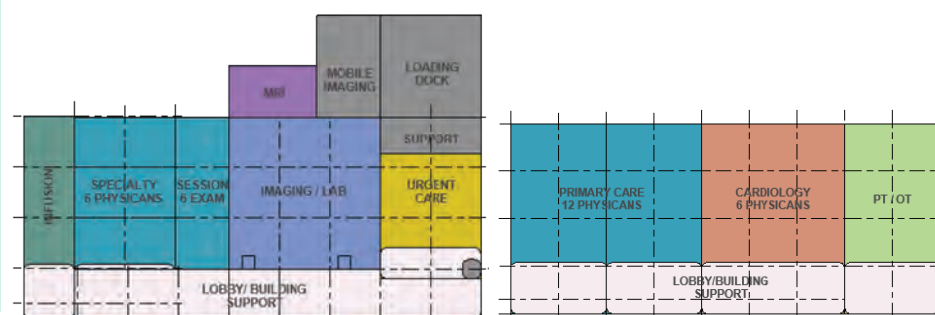 MOBILE
IMAGING
LOADING
DOCK
MRI
SUPPORT
INFUSION
SPECIALTY
6 PHYSICANS
SESSION
6 EXAM
IMAGING / LAB
URGENT
CARE
LOBBY/ BUILDING
SUPPORT
PRIMARY CARE
12 PHYSICANS
CARDIOLOGY
6 PHYSICANS
PT / OT
LOBBY/BUILDING
SUPPORT